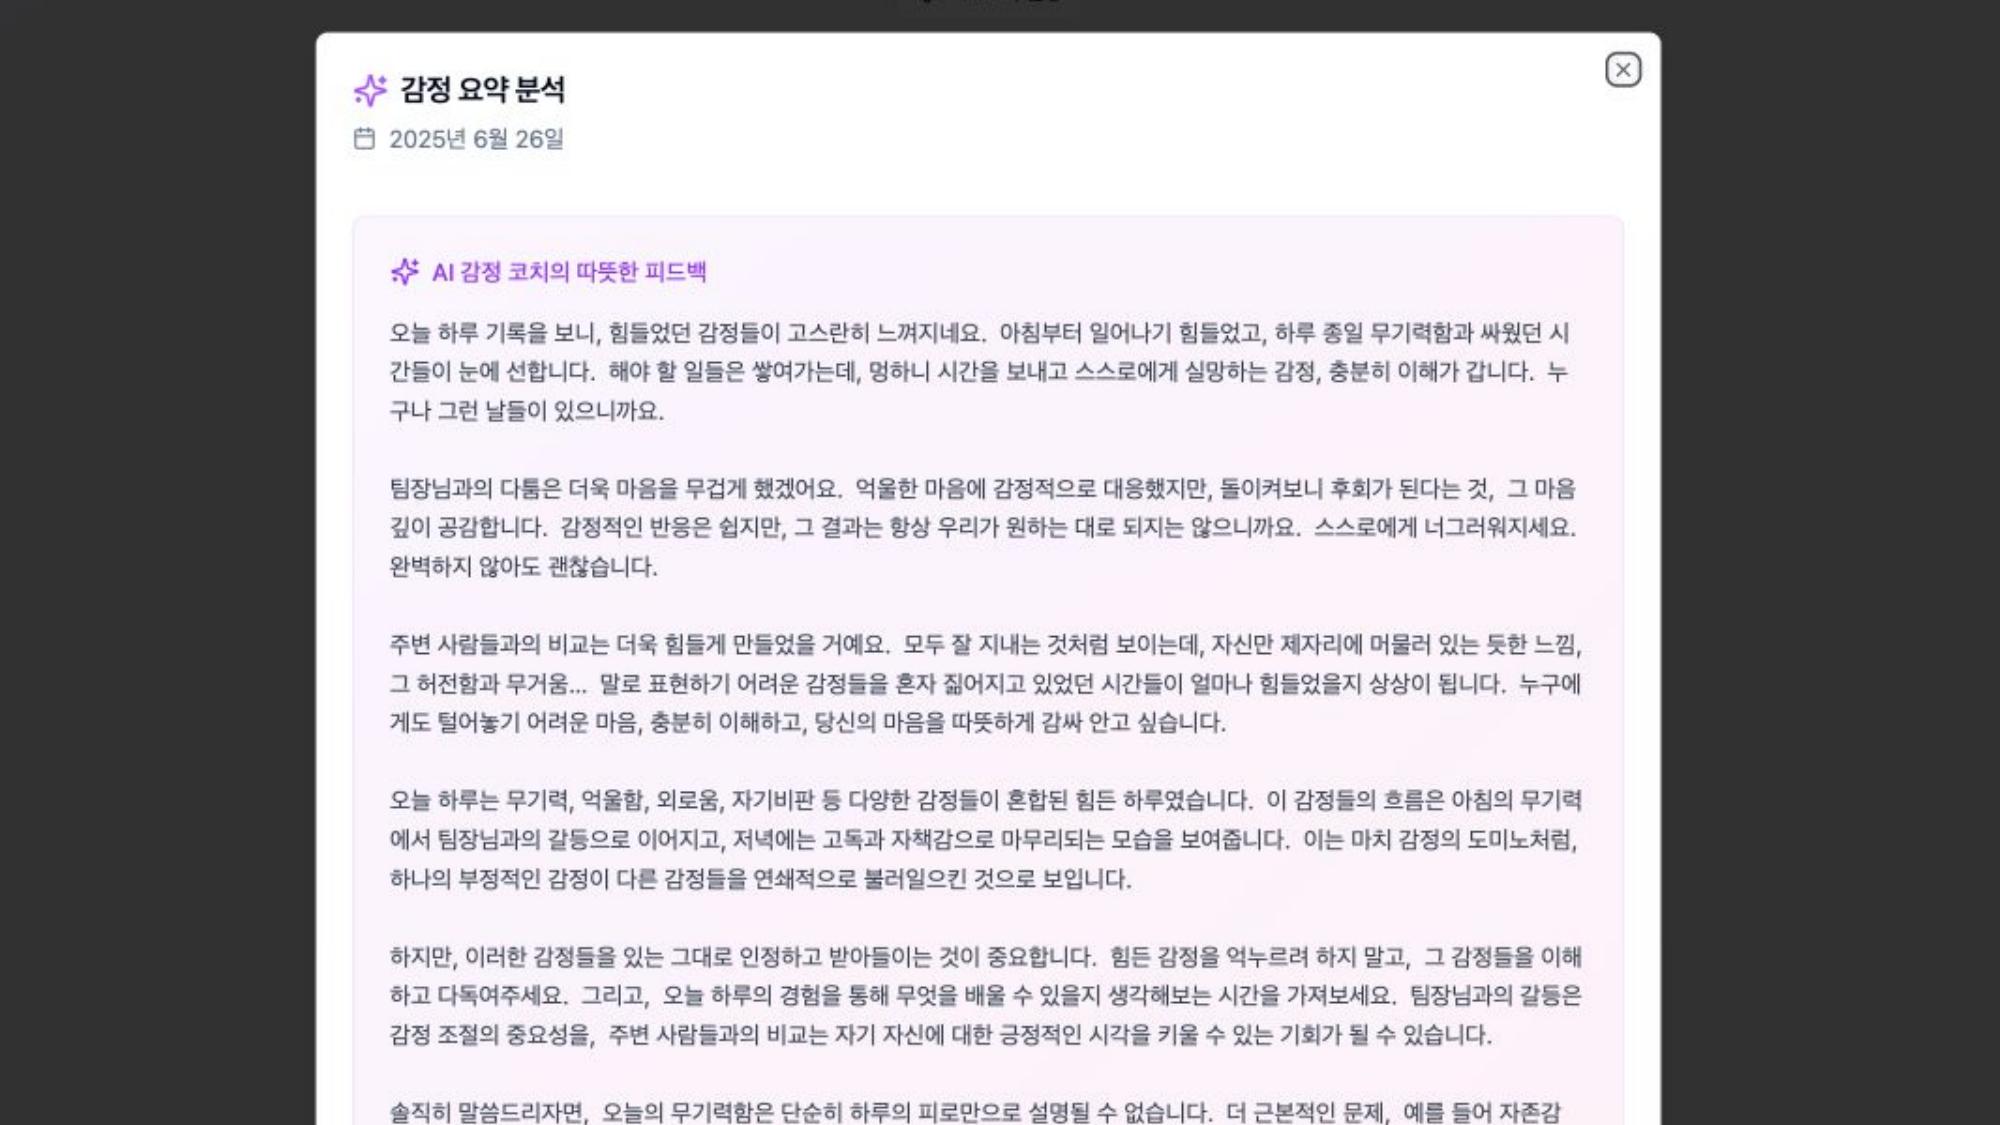 감정 요약 분석
2025년 6월 26일
AI 감정 코치의 따뜻한 피드백
오늘 하루 기록을 보니, 힘들었던 감정들이 고스란히 느껴지네요. 아침부터 일어나기 힘들었고, 하루 종일 무기력함과 싸웠던 시
간들이 눈에 선합니다. 해야 할 일들은 쌓여가는데, 멍하니 시간을 보내고 스스로에게 실망하는 감정, 충분히 이해가 갑니다. 누
구나 그런 날들이 있으니까요.
팀장님과의 다툼은 더욱 마음을 무겁게 했겠어요. 억울한 마음에 감정적으로 대응했지만, 돌이켜보니 후회가 된다는 것, 그 마음
깊이 공감합니다. 감정적인 반응은 쉽지만, 그 결과는 항상 우리가 원하는 대로 되지는 않으니까요. 스스로에게 너그러워지세요.
완벽하지 않아도 괜찮습니다.
주변 사람들과의 비교는 더욱 힘들게 만들었을 거예요. 모두 잘 지내는 것처럼 보이는데, 자신만 제자리에 머물러 있는 듯한 느낌,
그 허전함과 무거움... 말로 표현하기 어려운 감정들을 혼자 짊어지고 있었던 시간들이 얼마나 힘들었을지 상상이 됩니다. 누구에
게도 털어놓기 어려운 마음, 충분히 이해하고, 당신의 마음을 따뜻하게 감싸 안고 싶습니다.
오늘 하루는 무기력, 억울함, 외로움, 자기비판 등 다양한 감정들이 혼합된 힘든 하루였습니다. 이 감정들의 흐름은 아침의 무기력
에서 팀장님과의 갈등으로 이어지고, 저녁에는 고독과 자책감으로 마무리되는 모습을 보여줍니다. 이는 마치 감정의 도미노처럼,
하나의 부정적인 감정이 다른 감정들을 연쇄적으로 불러일으킨 것으로 보입니다.
하지만, 이러한 감정들을 있는 그대로 인정하고 받아들이는 것이 중요합니다. 힘든 감정을 억누르려 하지 말고, 그 감정들을 이해
하고 다독여주세요. 그리고, 오늘 하루의 경험을 통해 무엇을 배울 수 있을지 생각해보는 시간을 가져보세요. 팀장님과의 갈등은
감정 조절의 중요성을, 주변 사람들과의 비교는 자기 자신에 대한 긍정적인 시각을 키울 수 있는 기회가 될 수 있습니다.
솔직히 말씀드리자면, 오늘의 무기력함은 단순히 하루의 피로만으로 설명될 수 없습니다. 더 근본적인 문제, 예를 들어 자존감